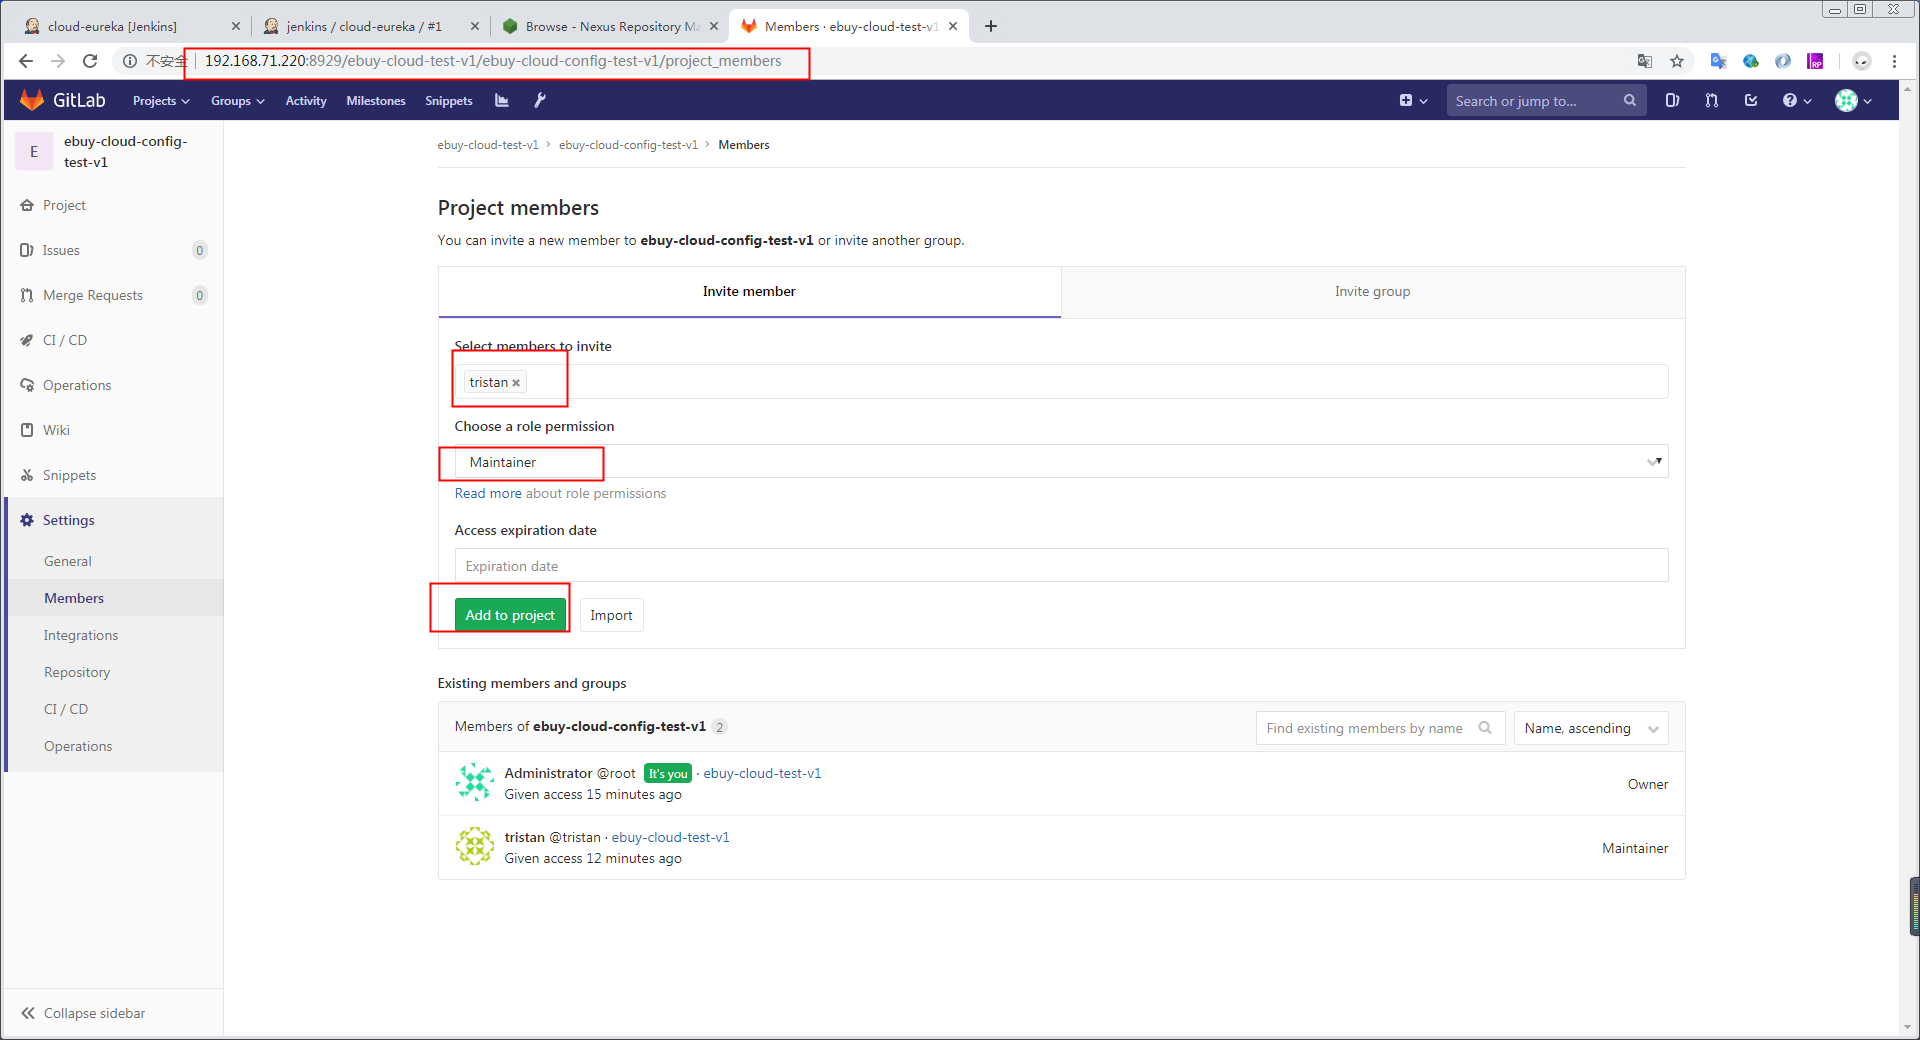 cloud-eureka [Jenkins]
jenkins / cloud-eureka / #1
Browse - Nexus Repository Ma
Members · ebuy-cloud-test-v1
不安全
192.168.71.220:8929/ebuy-cloud-test-v1/ebuy-cloud-config-test-v1/project_members
GitLab
Projects
Groups
Activity
Milestones
Snippets
Search or jump to...
E
ebuy-cloud-config-
test-v1
Project
Issues
0
Merge Requests
0
CI / CD
Operations
Wiki
Snippets
Settings
General
Members
Integrations
Repository
CI / CD
Operations
Collapse sidebar
ebuy-cloud-test-v1 › ebuy-cloud-config-test-v1 › Members
Project members
You can invite a new member to ebuy-cloud-config-test-v1 or invite another group.
Invite member
Invite group
Select members to invite
tristan
Choose a role permission
Maintainer
Read more about role permissions
Access expiration date
Expiration date
Add to project
Import
Existing members and groups
Members of ebuy-cloud-config-test-v1 2
Find existing members by name
Name, ascending
Administrator @root It's you · ebuy-cloud-test-v1
Given access 15 minutes ago
Owner
tristan @tristan · ebuy-cloud-test-v1
Given access 12 minutes ago
Maintainer